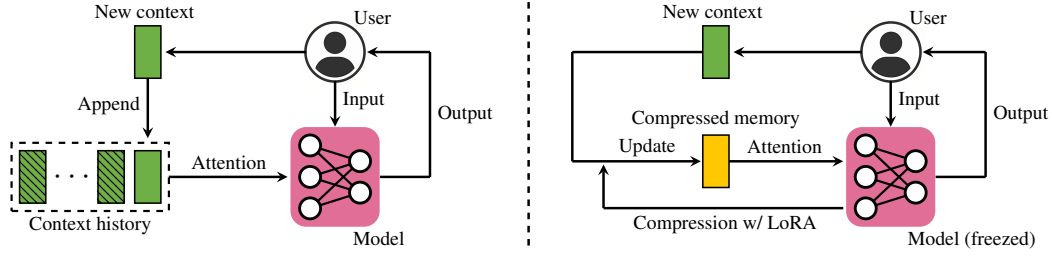 New context
User
Append
Input
Output
Attention
Context history
Model
New context
User
Input
Output
Compressed memory
Update
Attention
Compression w/ LoRA
Model (freezed)